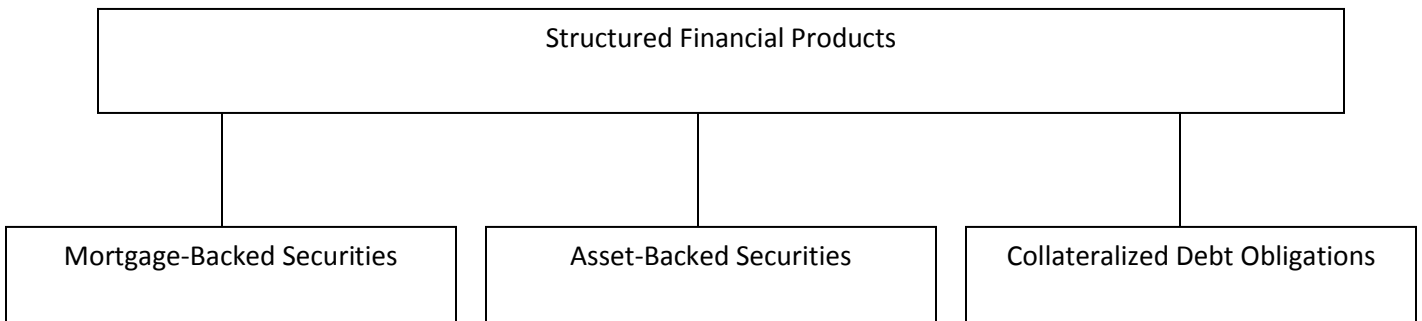 Structured Financial Products
Mortgage-Backed Securities
Asset-Backed Securities
Collateralized Debt Obligations